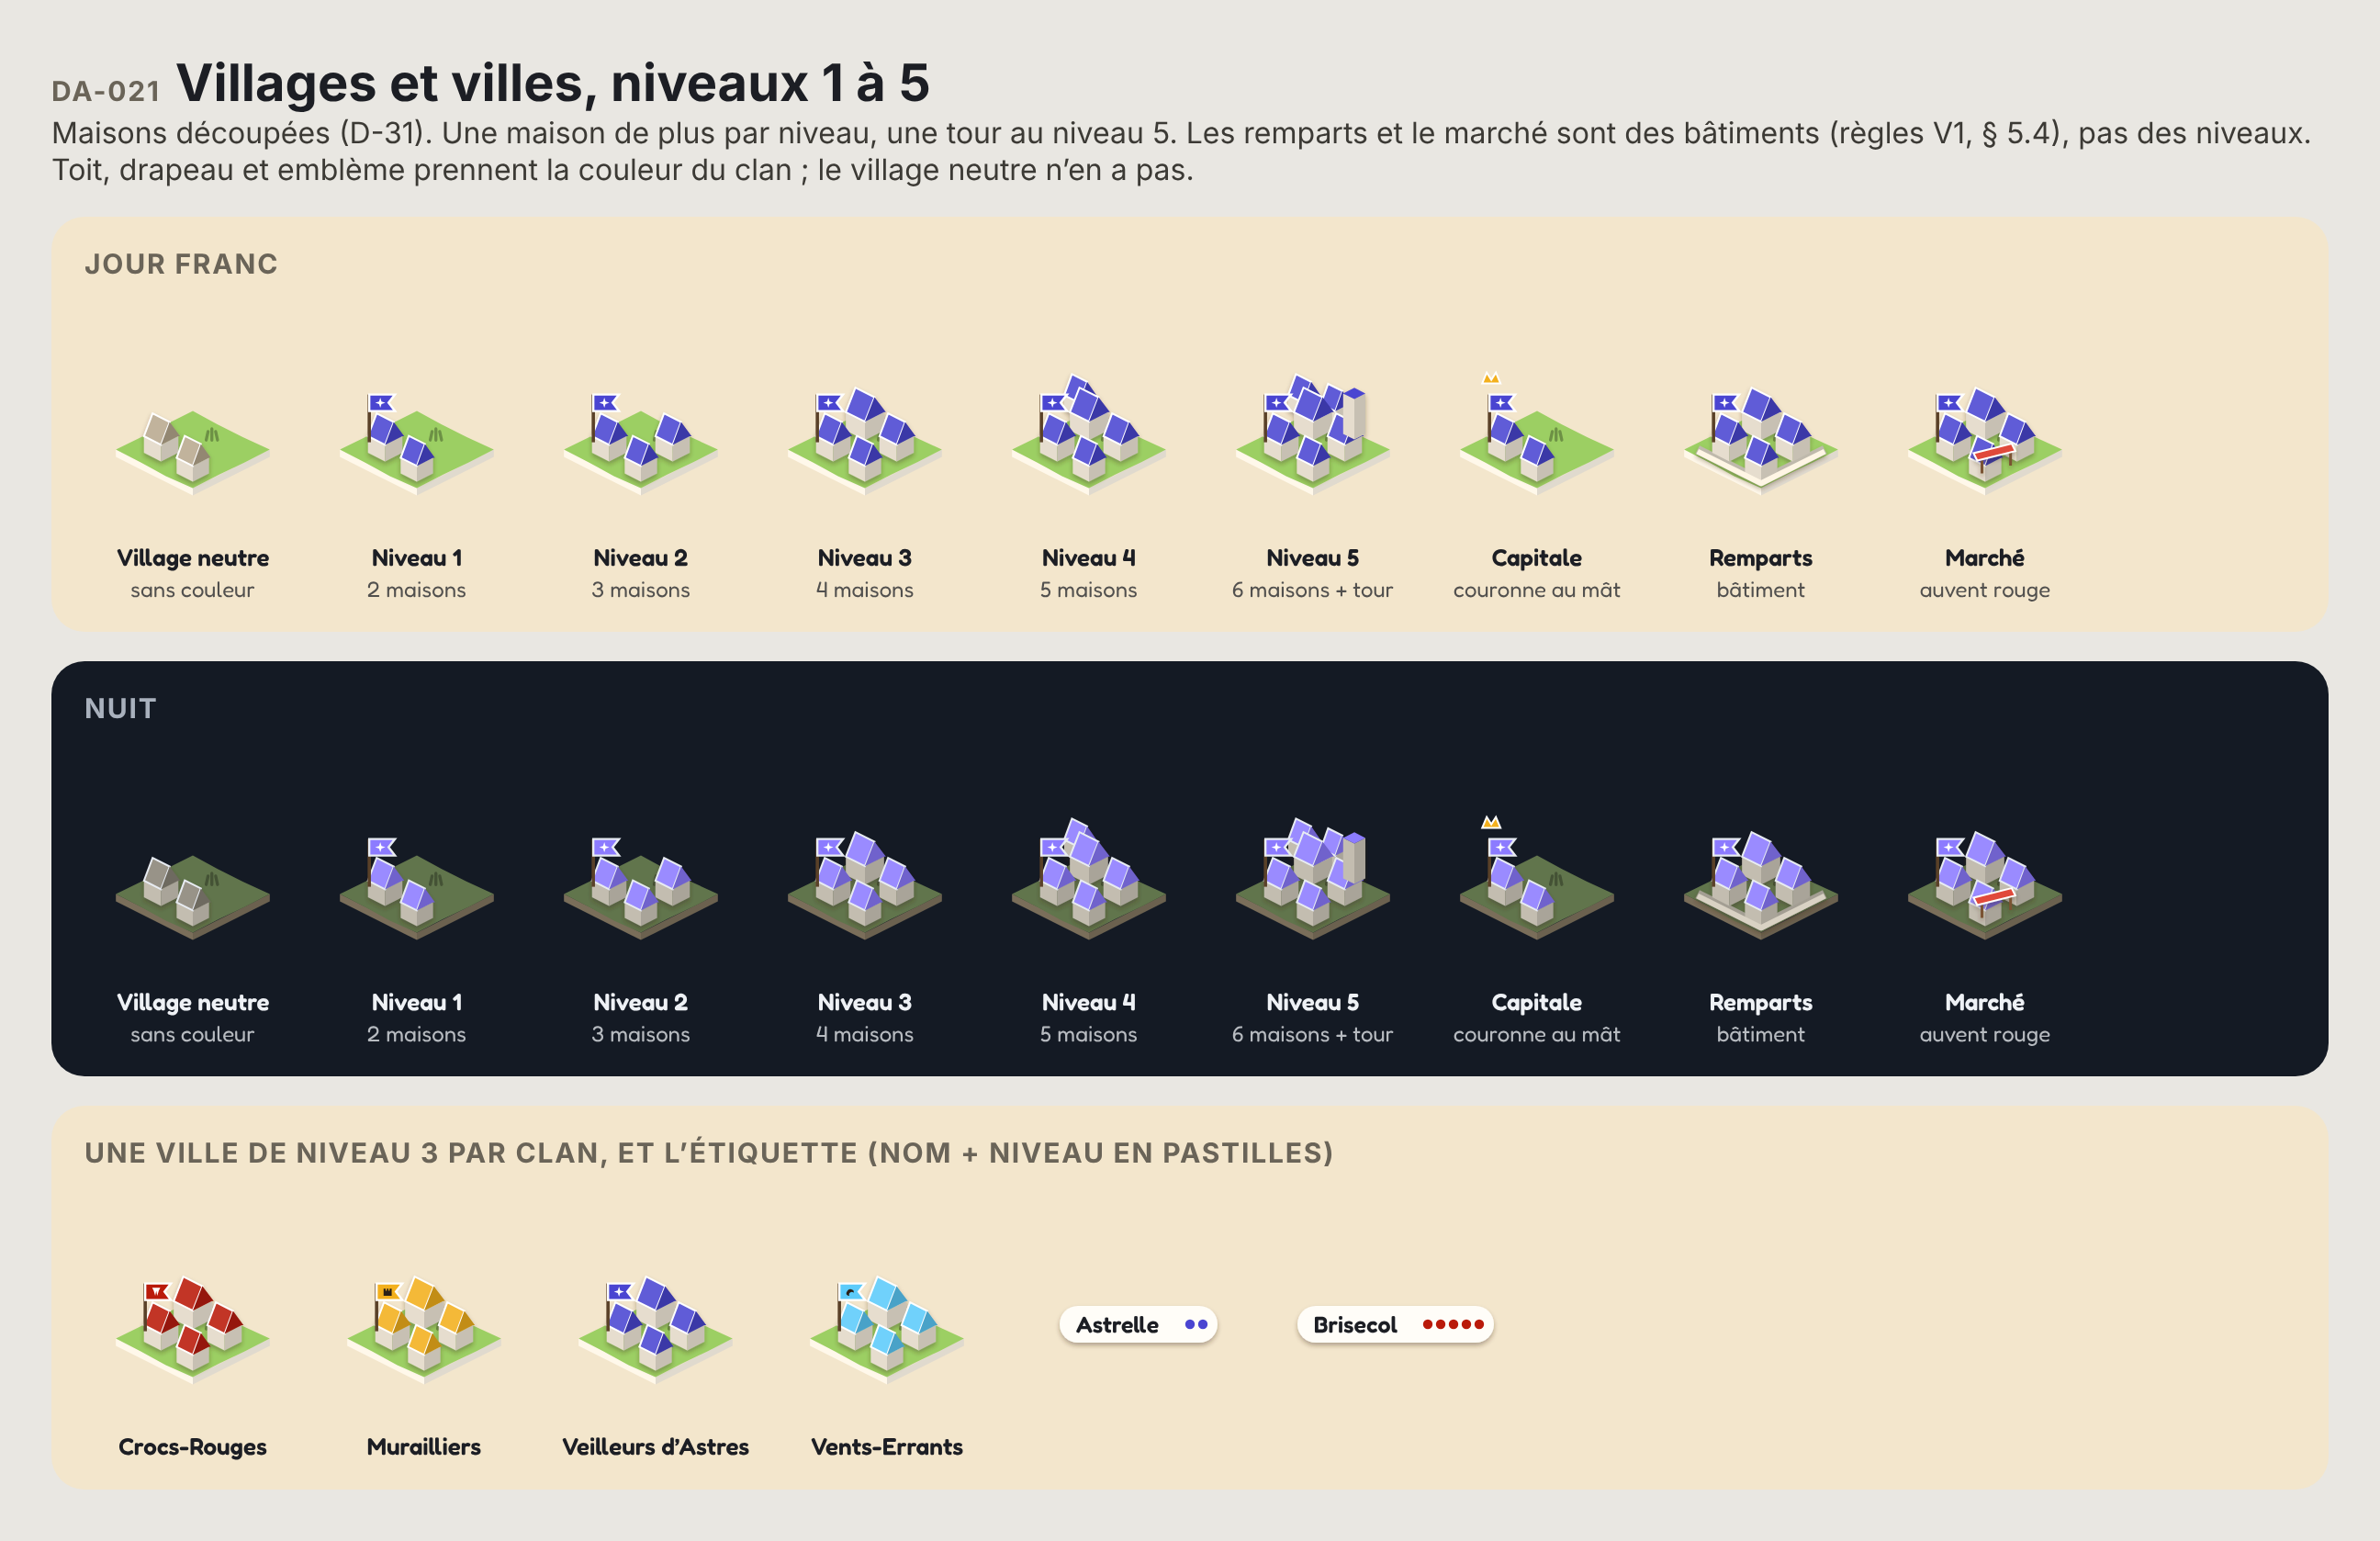 DA-021 Villages et villes, niveaux 1 à 5
Maisons découpées (D-31). Une maison de plus par niveau, une tour au niveau 5. Les remparts et le marché sont des bâtiments (règles V1, § 5.4), pas des niveaux.
Toit, drapeau et emblème prennent la couleur du clan ; le village neutre n’en a pas.
JOUR FRANC
Village neutre
sans couleur
Niveau 1
2 maisons
Niveau 2
3 maisons
Niveau 3
4 maisons
Niveau 4
5 maisons
Niveau 5
6 maisons + tour
Capitale
couronne au mât
Remparts
bâtiment
Marché
auvent rouge
NUIT
Village neutre
sans couleur
Niveau 1
2 maisons
Niveau 2
3 maisons
Niveau 3
4 maisons
Niveau 4
5 maisons
Niveau 5
6 maisons + tour
Capitale
couronne au mât
Remparts
bâtiment
Marché
auvent rouge
UNE VILLE DE NIVEAU 3 PAR CLAN, ET L’ÉTIQUETTE (NOM + NIVEAU EN PASTILLES)
Crocs-Rouges
Murailliers
Veilleurs d’Astres
Vents-Errants
Astrelle
Brisecol